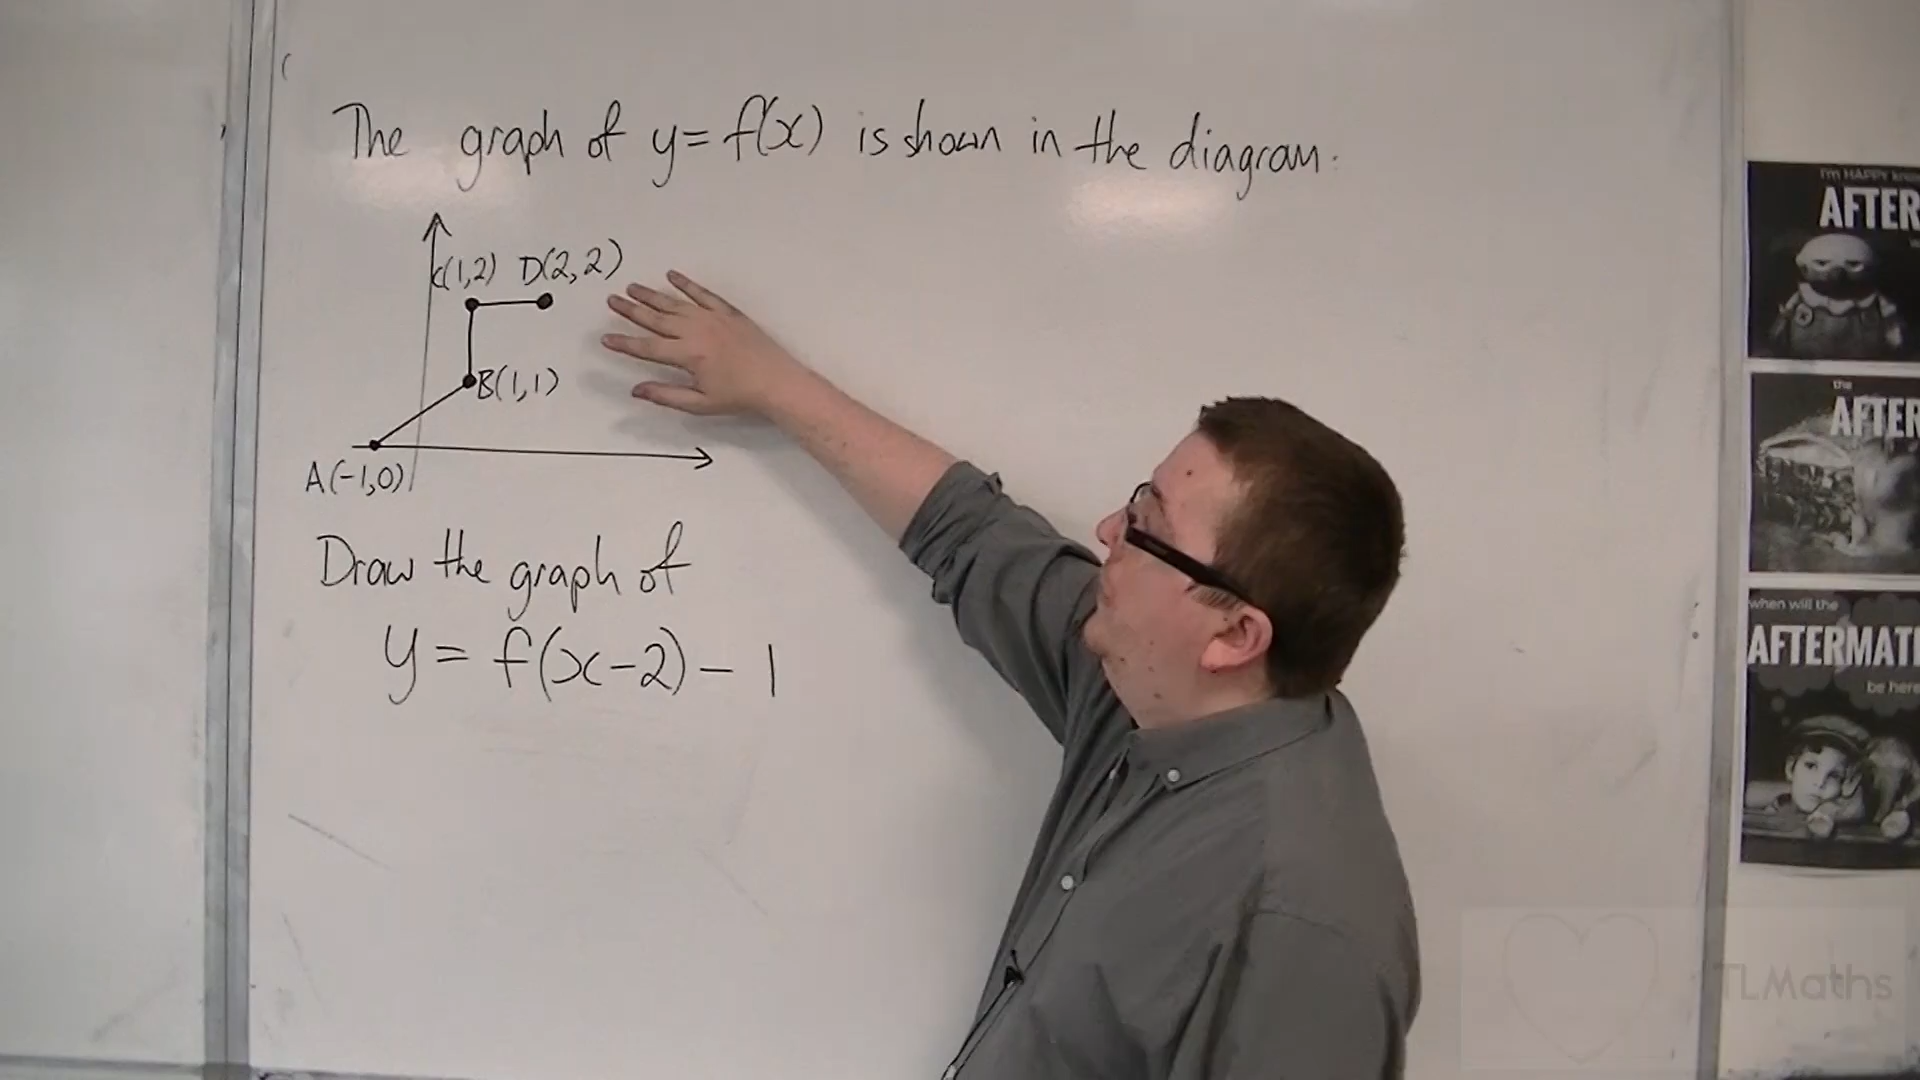 The graph of y = f(x) is shown in the diagram.
C(1,2) D(2,2)
B(1,1)
A(-1,0)
Draw the graph of
y = f(x-2) - 1
I'm HAPPY
AFTER
the
AFTER
when will the
AFTERMAT
be here
TLMaths